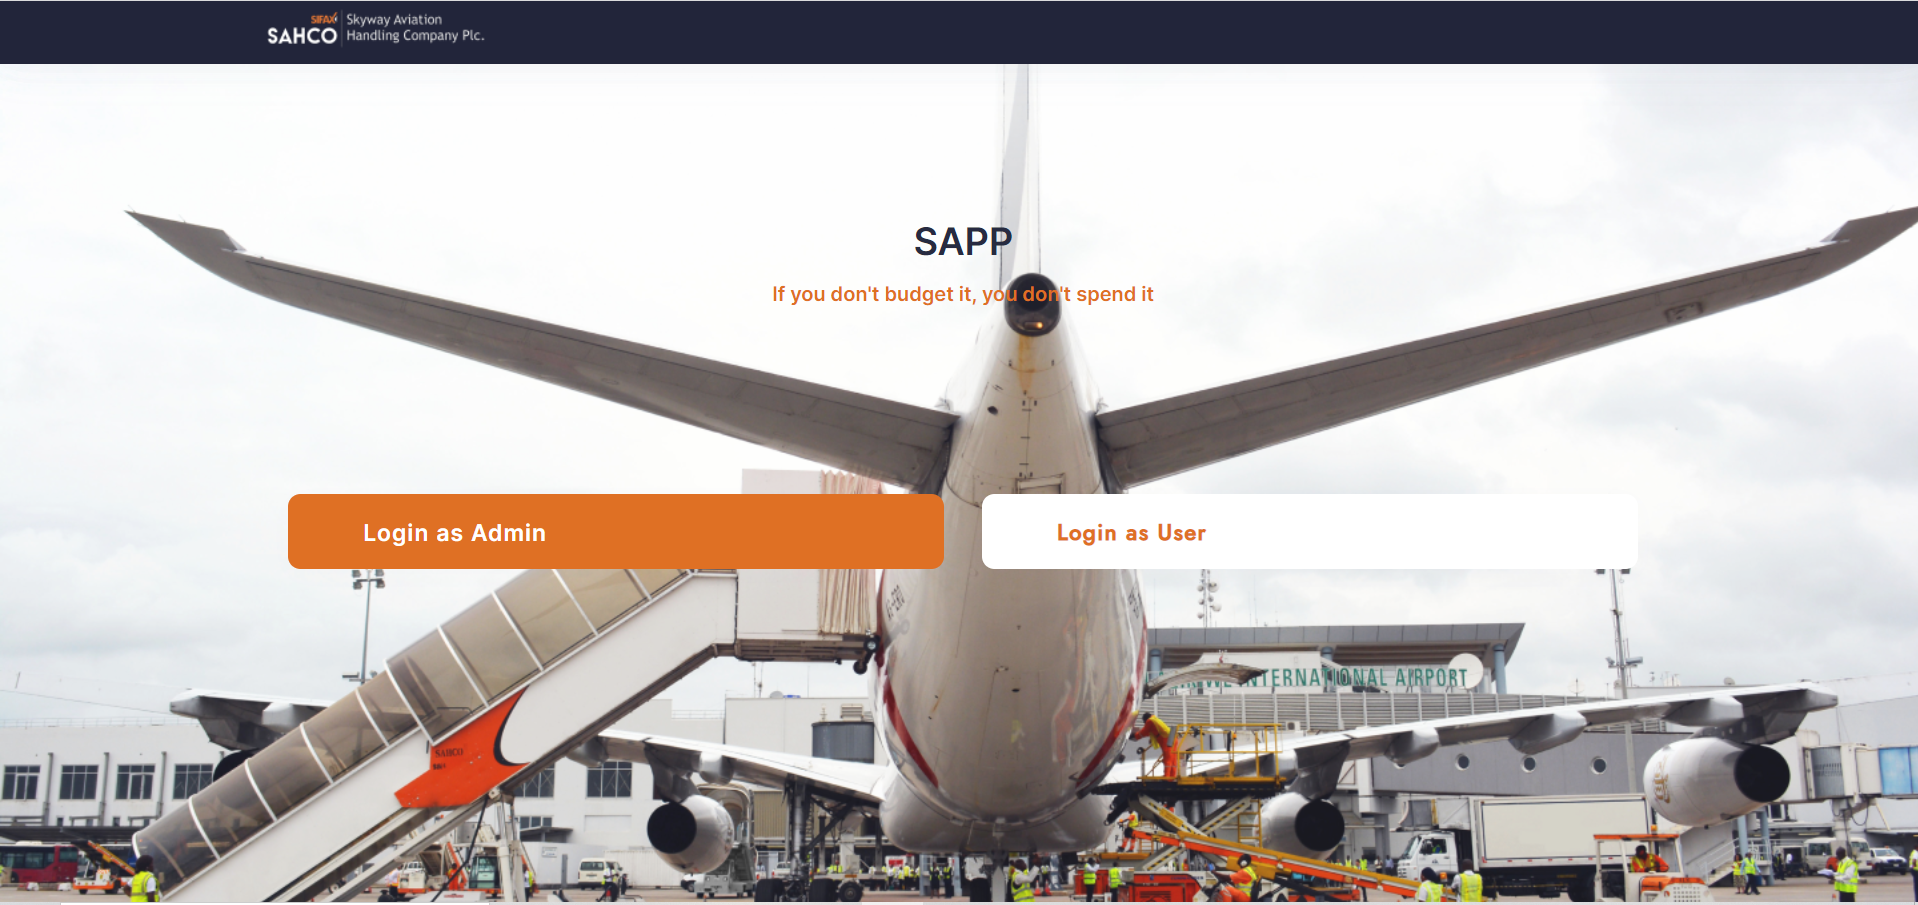 SIFAX
SAHCO
Skyway Aviation
Handling Company Plc.
SAPP
If you don't budget it, you don't spend it
Login as Admin
Login as User
INTERNATIONAL AIRPORT
SAHCO